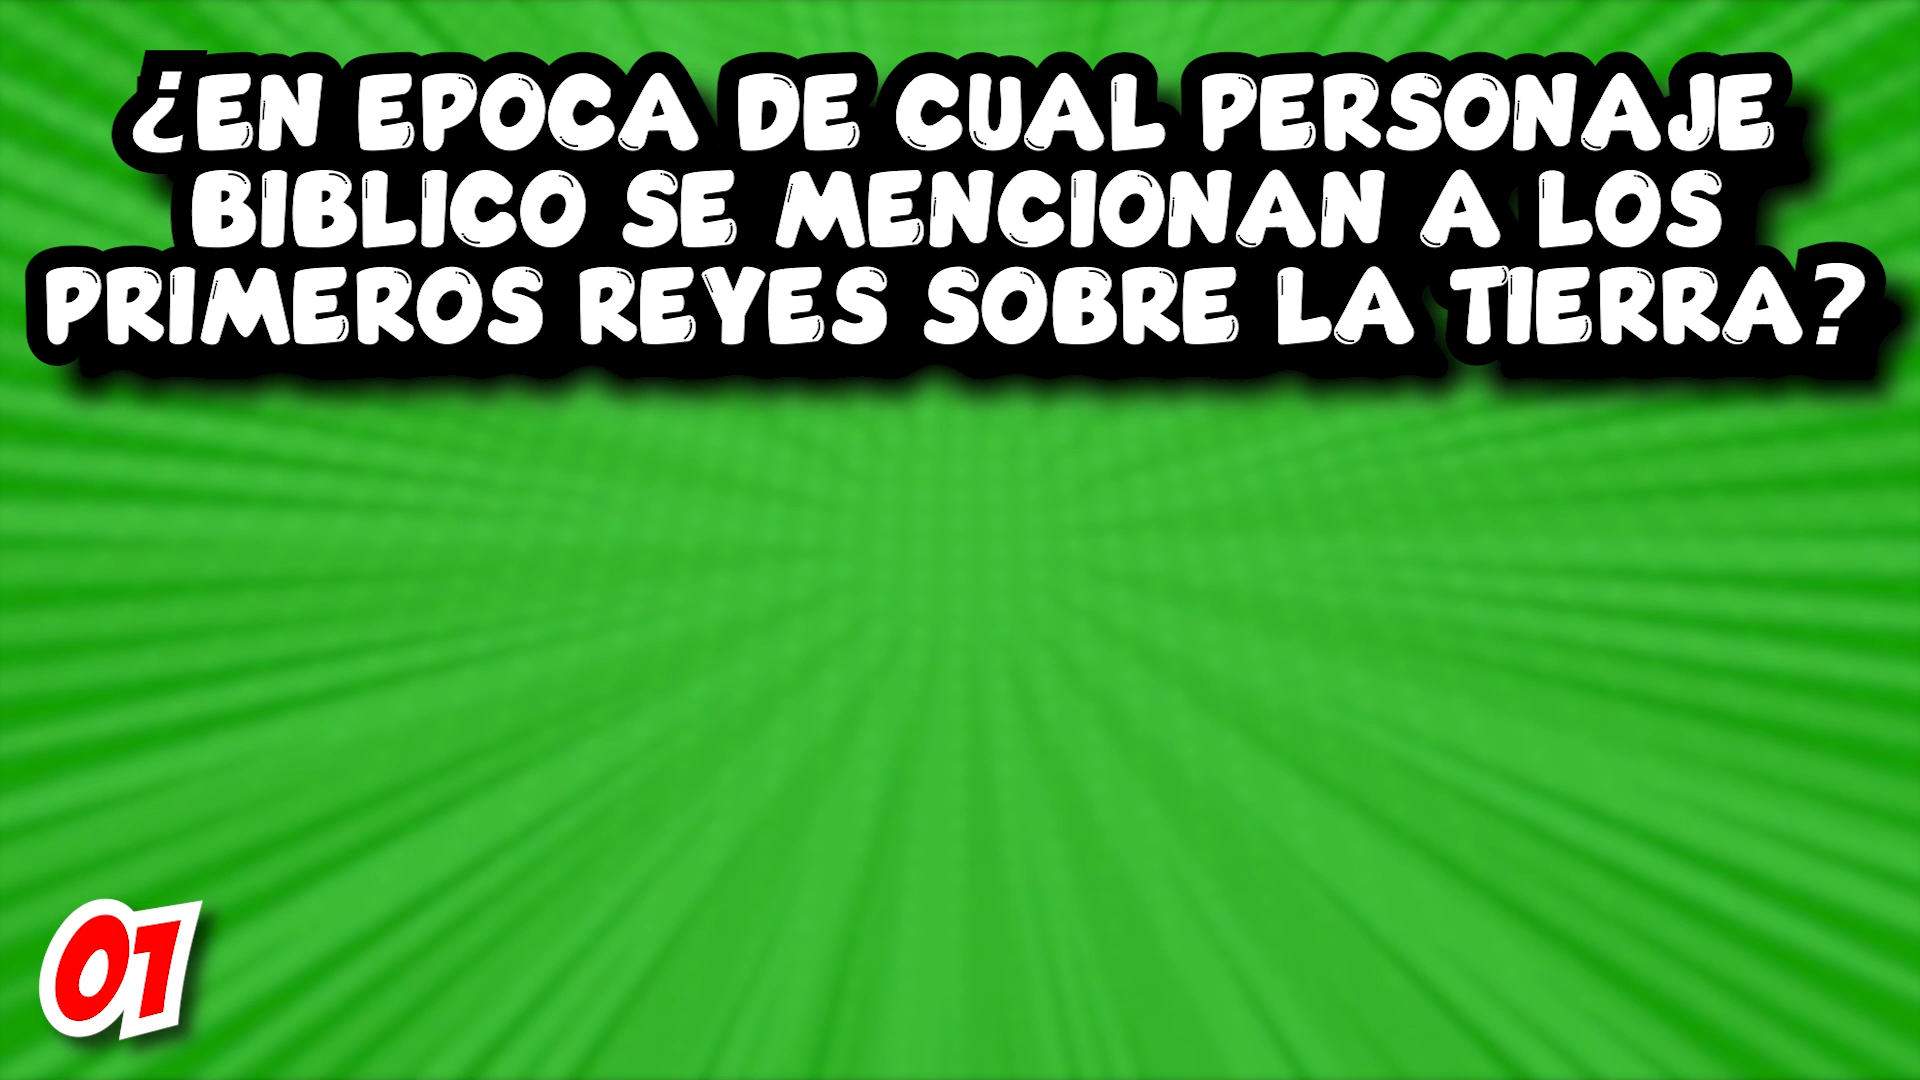 ¿EN EPOCA DE CUAL PERSONAJE
BIBLICO SE MENCIONAN A LOS
PRIMEROS REYES SOBRE LA TIERRA?
01